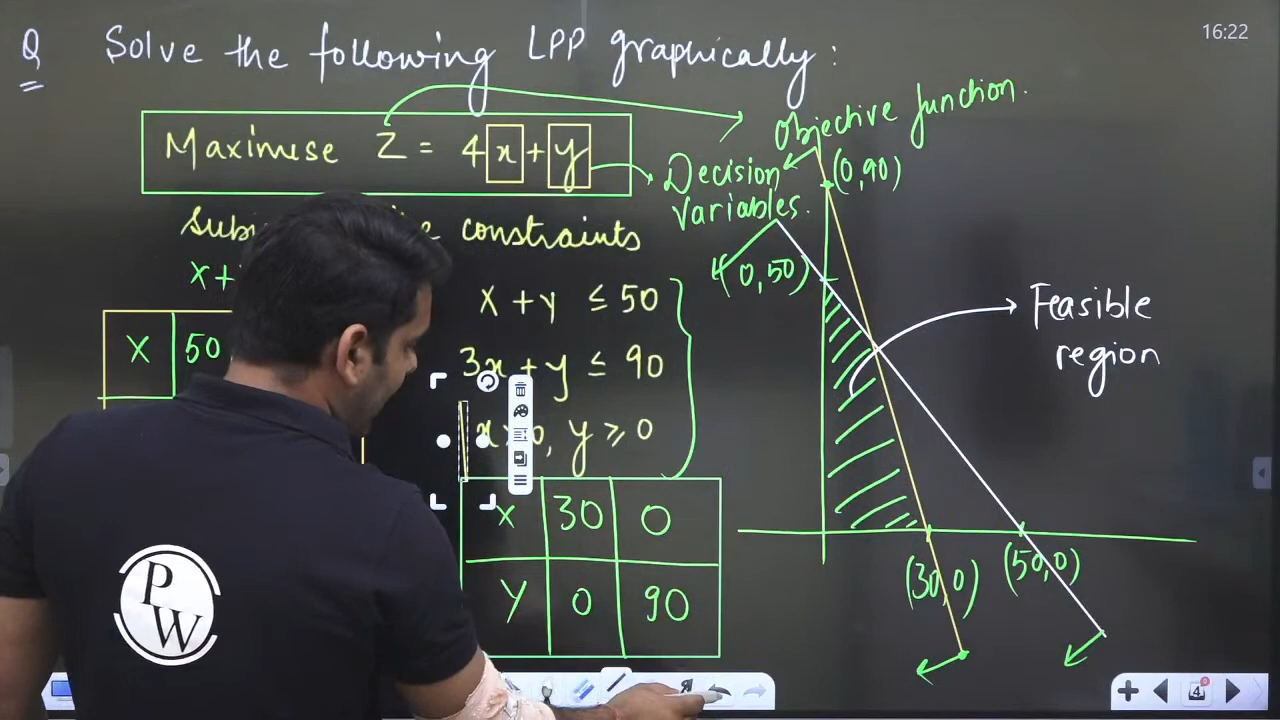 Q Solve the following LPP graphically:
Maximise Z = 4x+y
constraints
x + y ≤ 50
3x + y ≤ 90
y ≥ 0
X 50
X 30 0
Y 0 90
Objective function.
Decision
Variables.
(0,90)
(0,50)
Feasible
region
(30,0)
(50,0)
16:22
PW
4